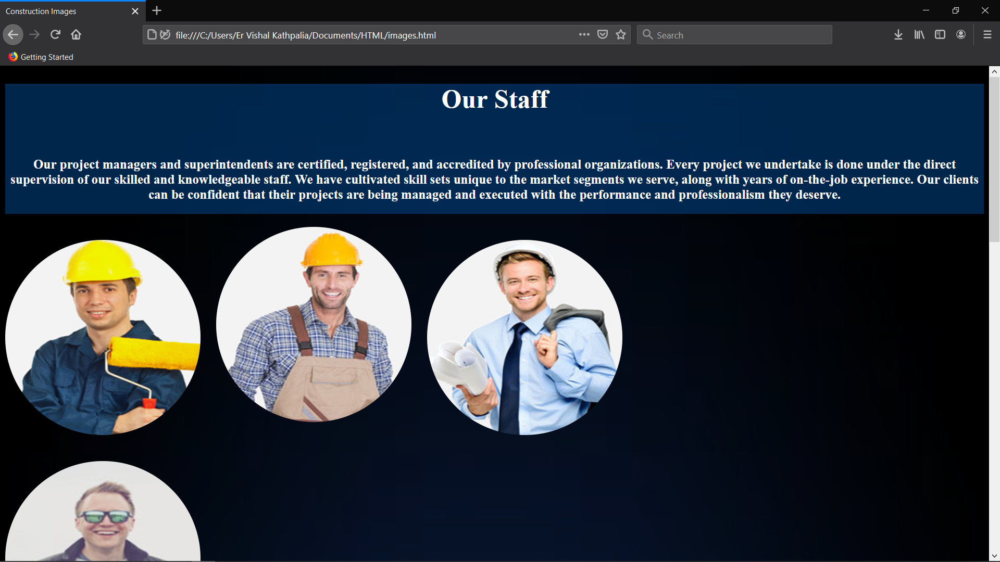 Construction Images
file:///C:/Users/Er Vishal Kathpalia/Documents/HTML/images.html
Search
Getting Started
Our Staff
Our project managers and superintendents are certified, registered, and accredited by professional organizations. Every project we undertake is done under the direct
supervision of our skilled and knowledgeable staff. We have cultivated skill sets unique to the market segments we serve, along with years of on-the-job experience. Our clients
can be confident that their projects are being managed and executed with the performance and professionalism they deserve.